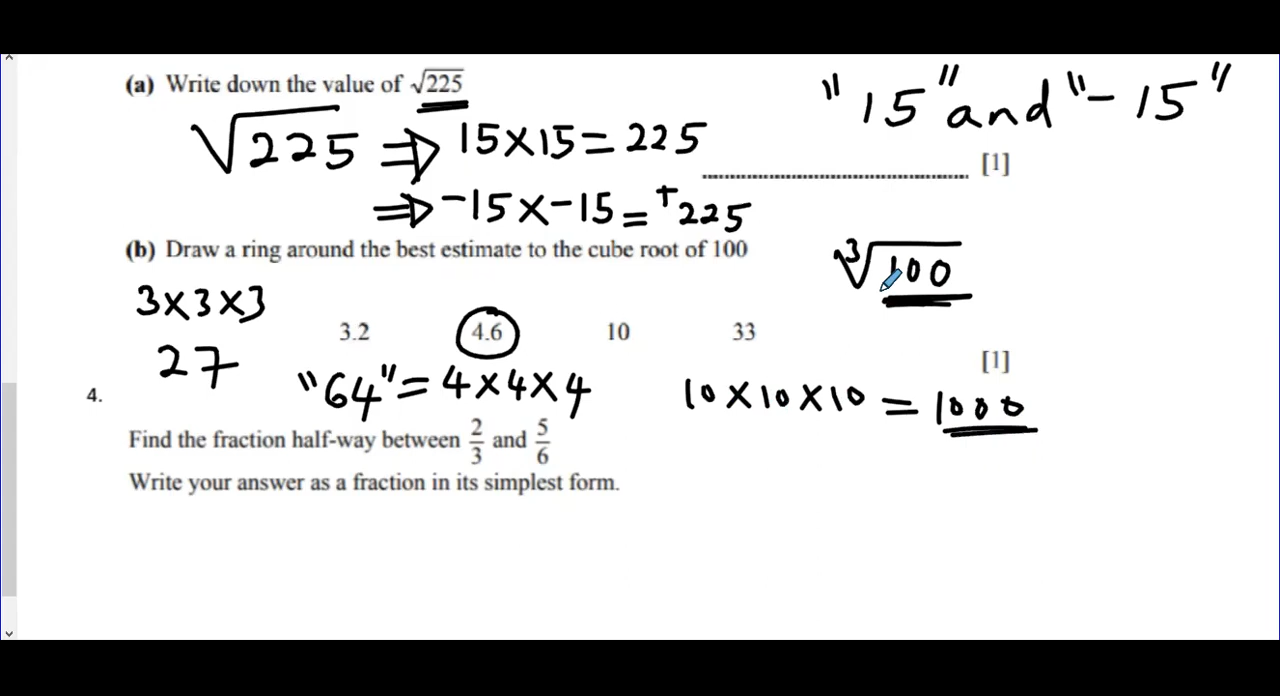 (a) Write down the value of √225
"15" and "-15"
√225 ⇒ 15×15=225
[1]
⇒ -15×-15=+225
(b) Draw a ring around the best estimate to the cube root of 100
∛100
3×3×3
3.2 4.6 10 33
27
[1]
"64"=4×4×4
10×10×10=1000
4.
Find the fraction half-way between 2/3 and 5/6
Write your answer as a fraction in its simplest form.